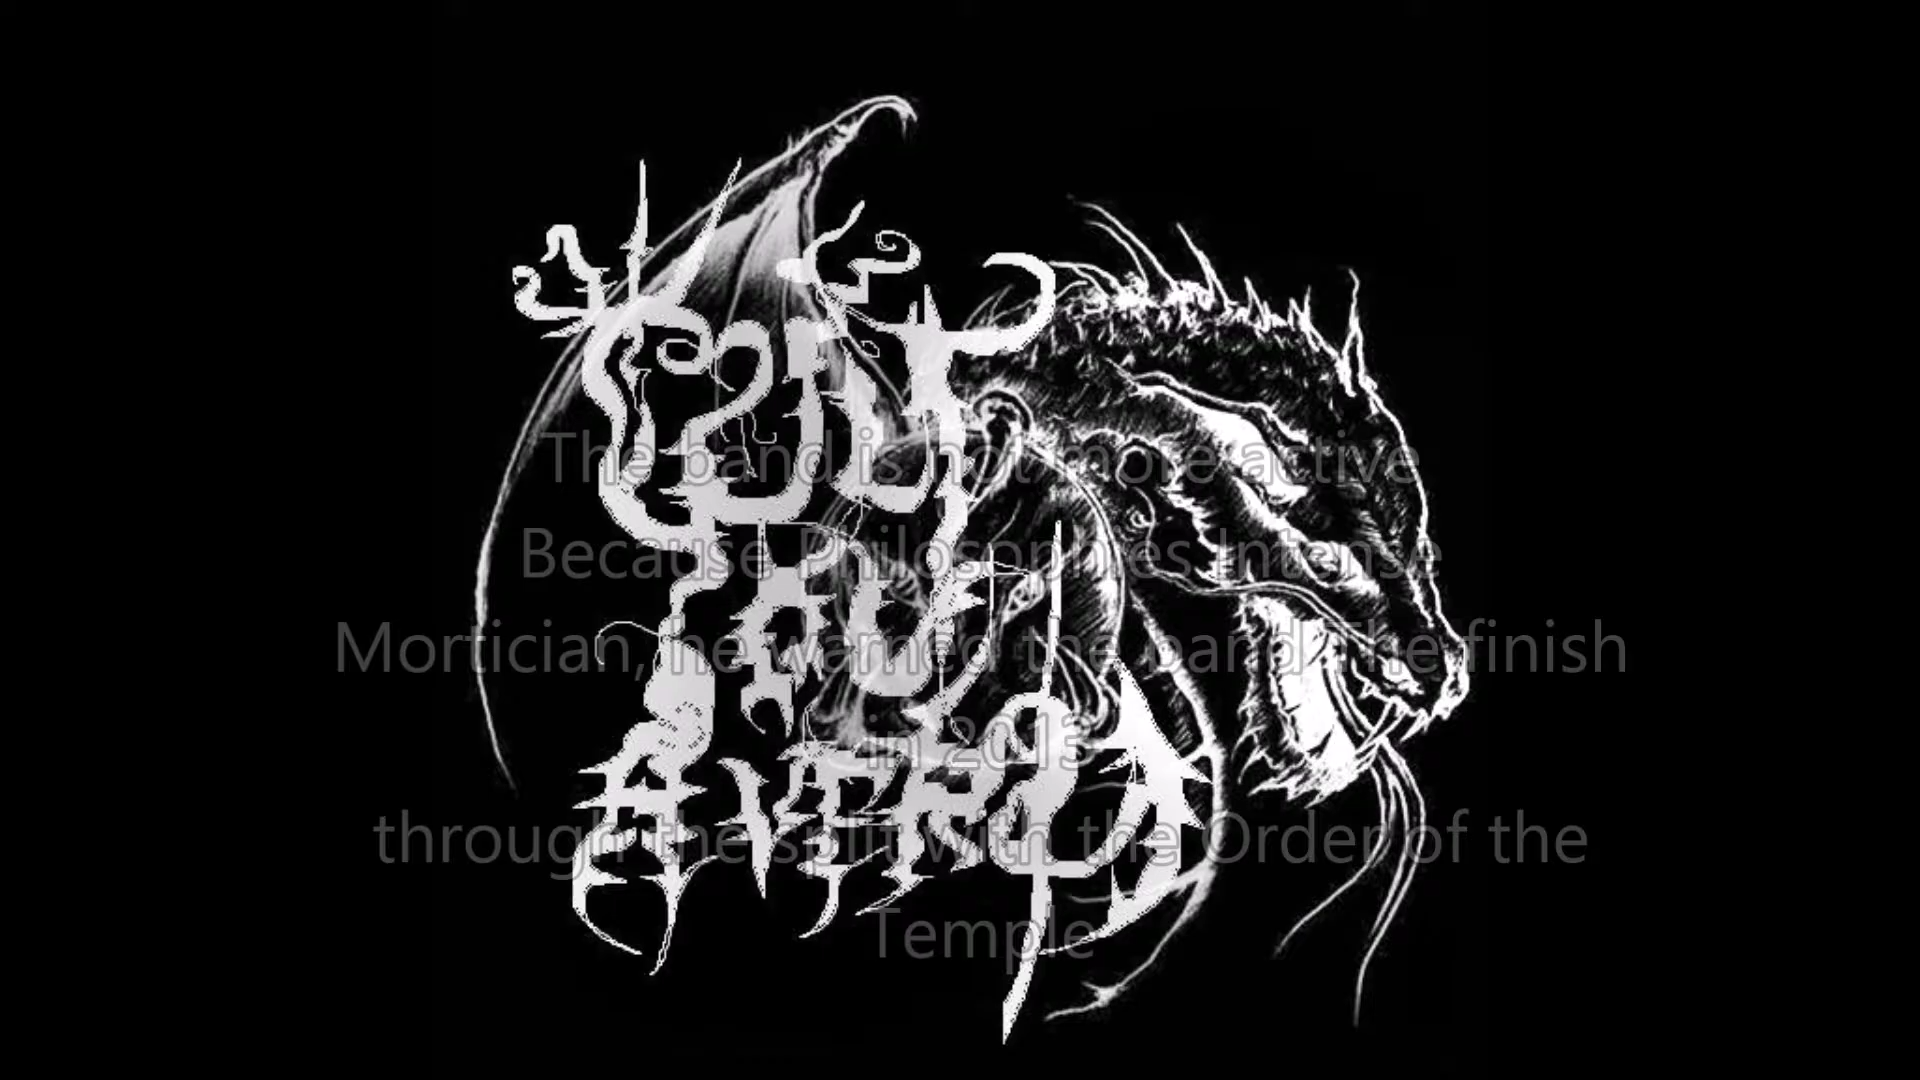 CULT
The band is not more active
Because Philosophies Intense
Mortician, he warned the band The finish
in 2013
through the split with the Order of the
Temple